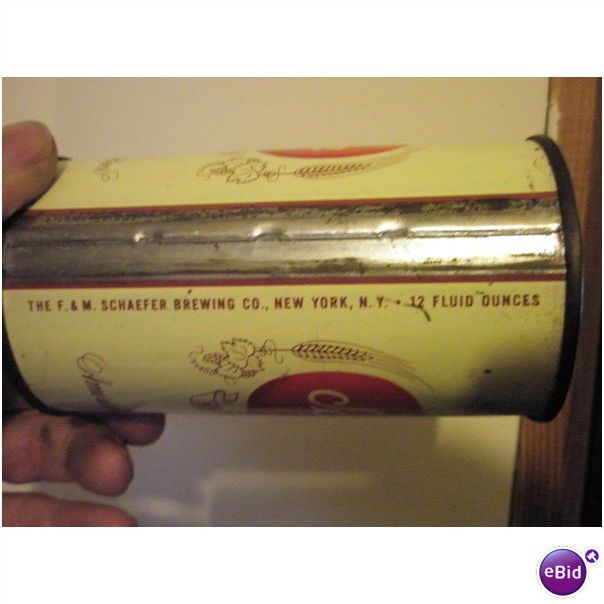 THE F. & M. SCHAEFER BREWING CO., NEW YORK, N.Y. • 12 FLUID OUNCES
eBid